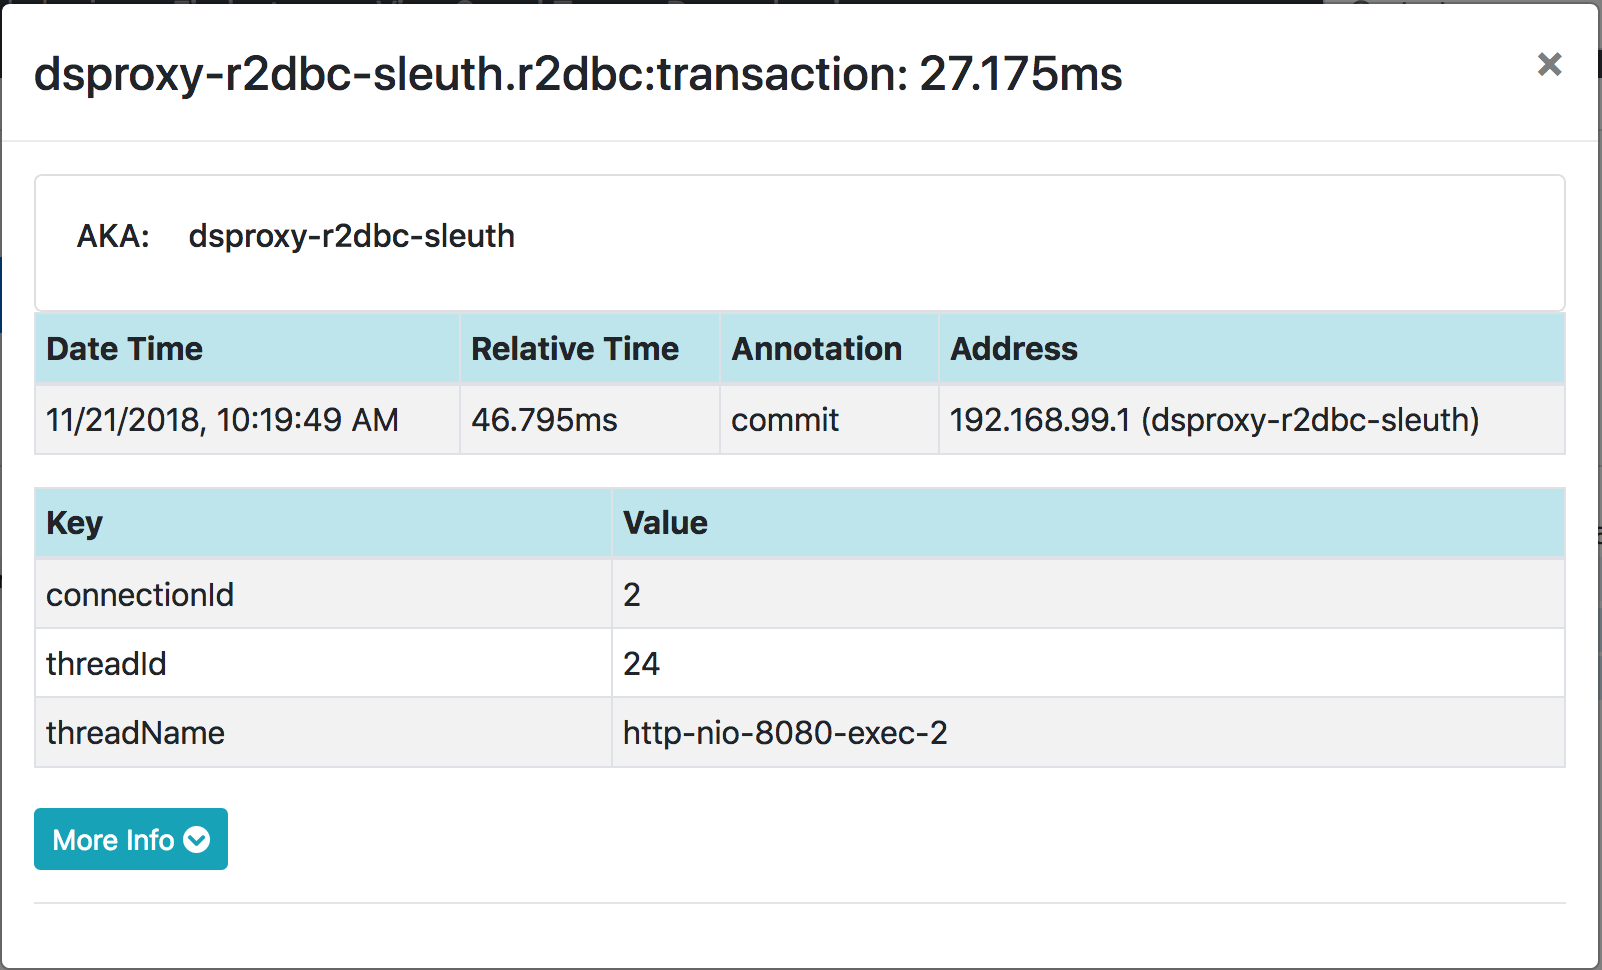 dsproxy-r2dbc-sleuth.r2dbc:transaction: 27.175ms ×
AKA: dsproxy-r2dbc-sleuth
Date Time Relative Time Annotation Address
11/21/2018, 10:19:49 AM 46.795ms commit 192.168.99.1 (dsproxy-r2dbc-sleuth)
Key Value
connectionId 2
threadId 24
threadName http-nio-8080-exec-2
More Info